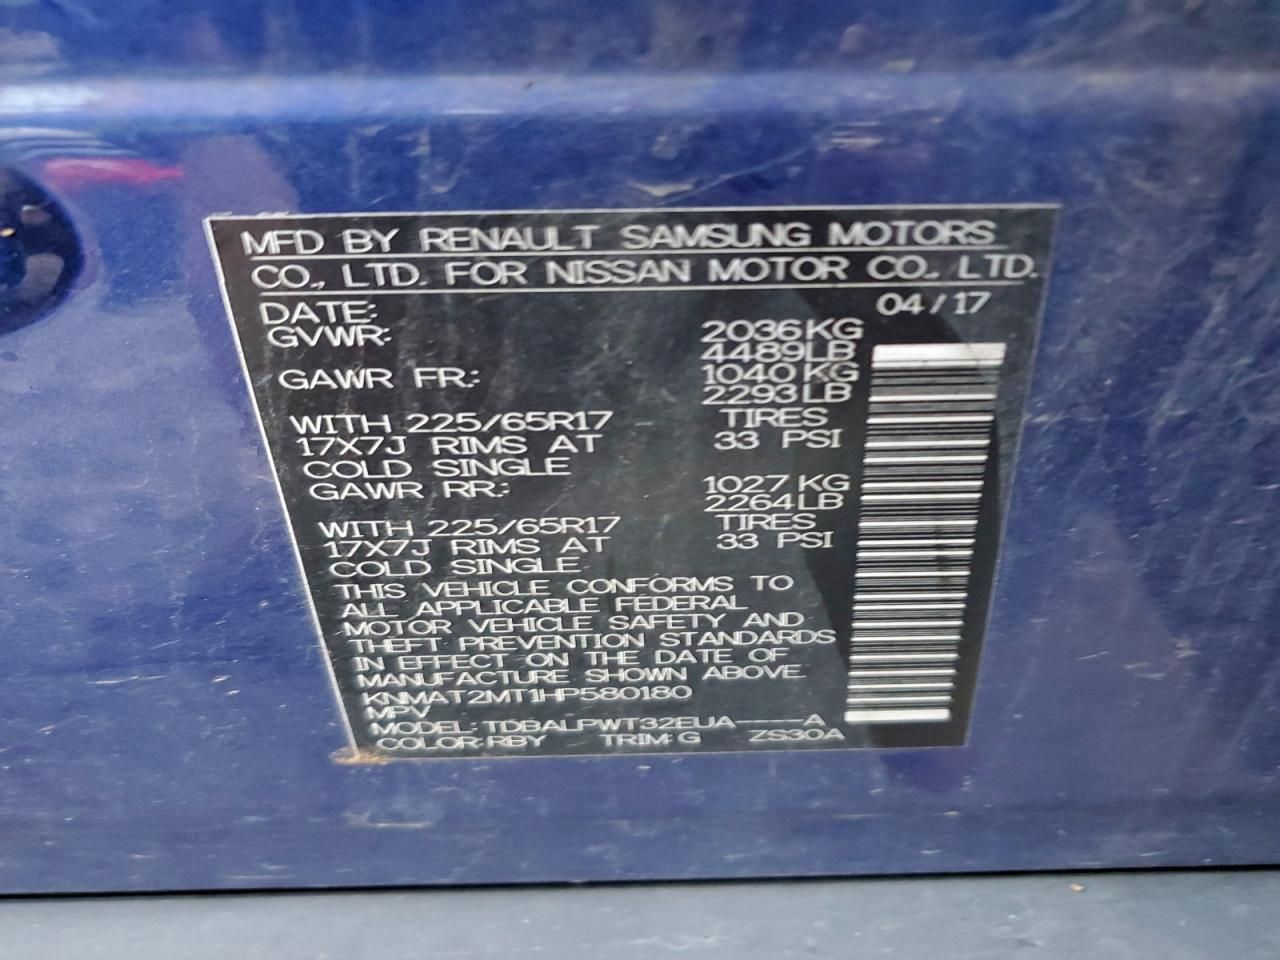 MFD BY RENAULT SAMSUNG MOTORS
CO., LTD. FOR NISSAN MOTOR CO., LTD.
DATE: 04/17
GVWR: 2036KG
4489LB
GAWR FR.: 1040KG
2293LB
WITH 225/65R17 TIRES
17X7J RIMS AT 33 PSI
COLD SINGLE
GAWR RR.: 1027KG
2264LB
WITH 225/65R17 TIRES
17X7J RIMS AT 33 PSI
COLD SINGLE
THIS VEHICLE CONFORMS TO
ALL APPLICABLE FEDERAL
MOTOR VEHICLE SAFETY AND
THEFT PREVENTION STANDARDS
IN EFFECT ON THE DATE OF
MANUFACTURE SHOWN ABOVE
KNMAT2MT1HP580180
MPV
MODEL: TDBALPWT32EUA----A
COLOR:RBY TRIM:G ZS30A